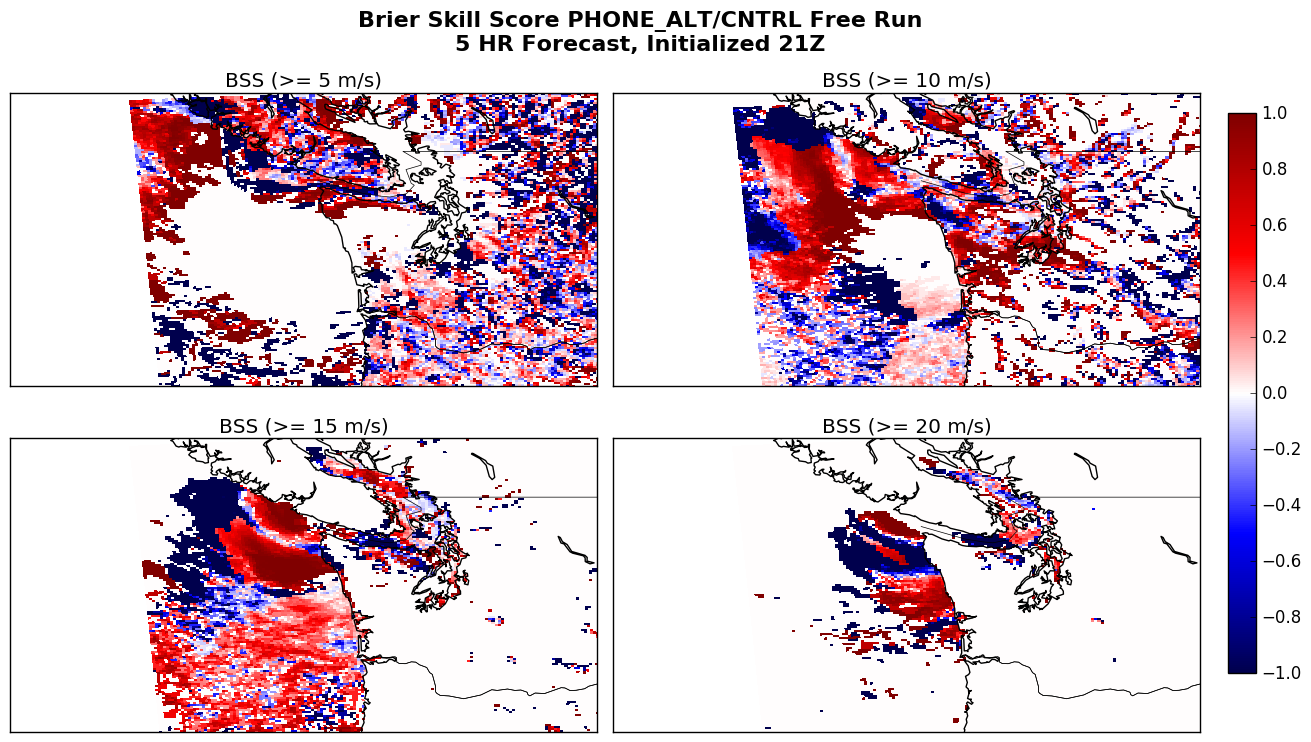 Brier Skill Score PHONE_ALT/CNTRL Free Run
5 HR Forecast, Initialized 21Z
BSS (>= 5 m/s)
BSS (>= 10 m/s)
BSS (>= 15 m/s)
BSS (>= 20 m/s)
1.0
0.8
0.6
0.4
0.2
0.0
−0.2
−0.4
−0.6
−0.8
−1.0